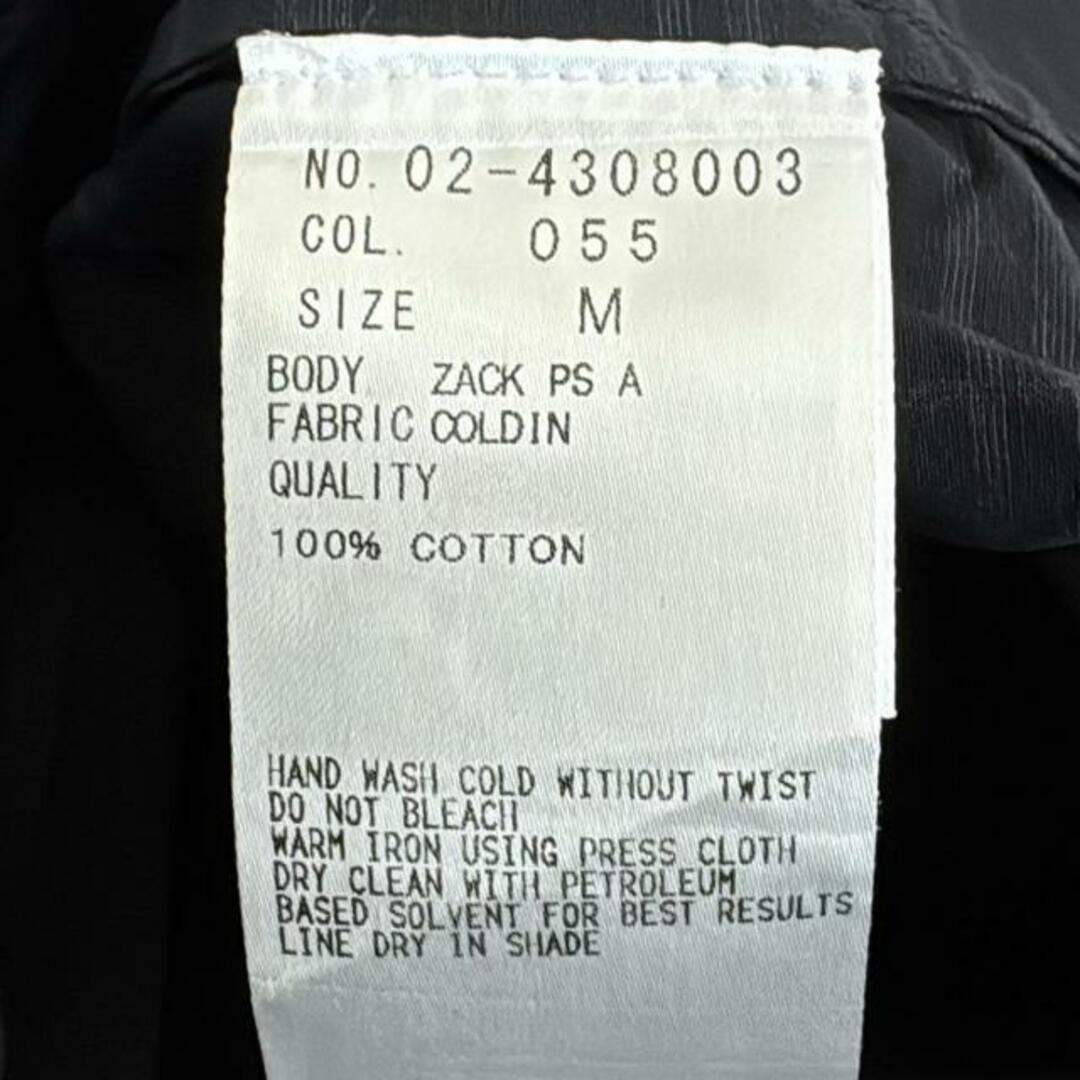 NO. 02-4308003
COL. 055
SIZE M
BODY ZACK PS A
FABRIC COLDIN
QUALITY
100% COTTON
HAND WASH COLD WITHOUT TWIST
DO NOT BLEACH
WARM IRON USING PRESS CLOTH
DRY CLEAN WITH PETROLEUM
BASED SOLVENT FOR BEST RESULTS
LINE DRY IN SHADE